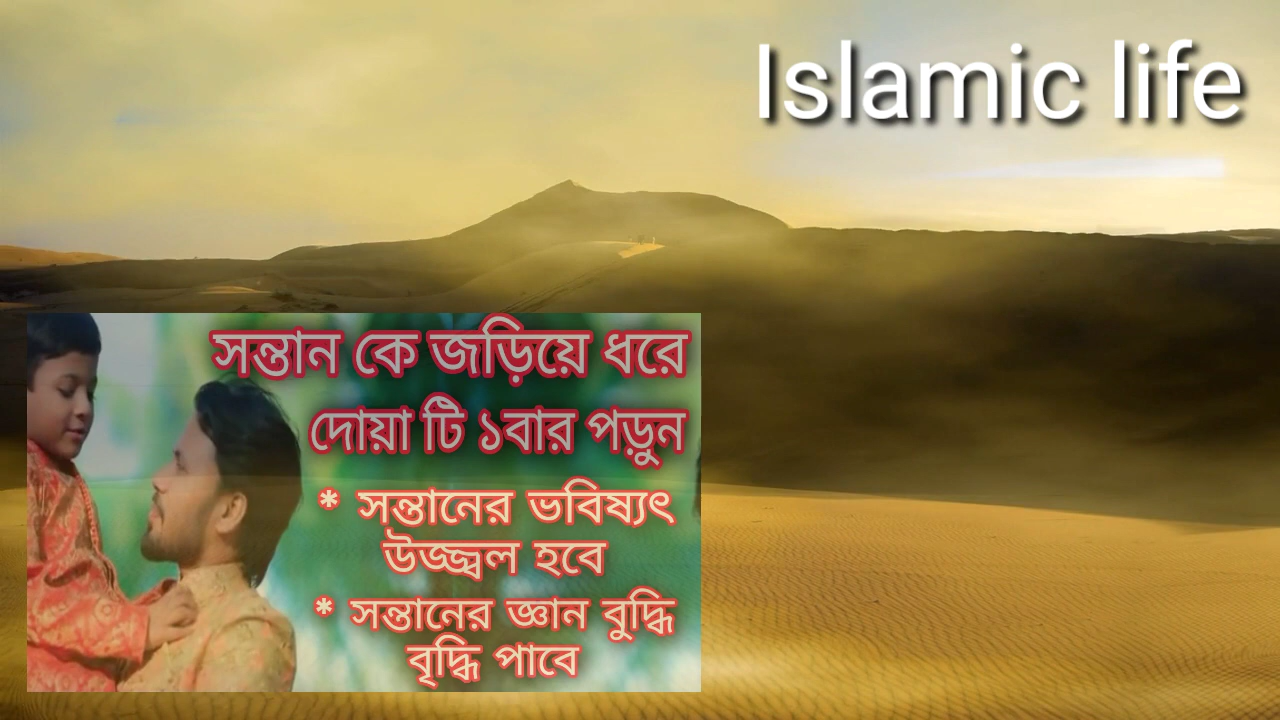 Islamic life
সন্তান কে জড়িয়ে ধরে
দোয়া টি ১বার পড়ুন
* সন্তানের ভবিষ্যৎ
উজ্জ্বল হবে
* সন্তানের জ্ঞান বুদ্ধি
বৃদ্ধি পাবে